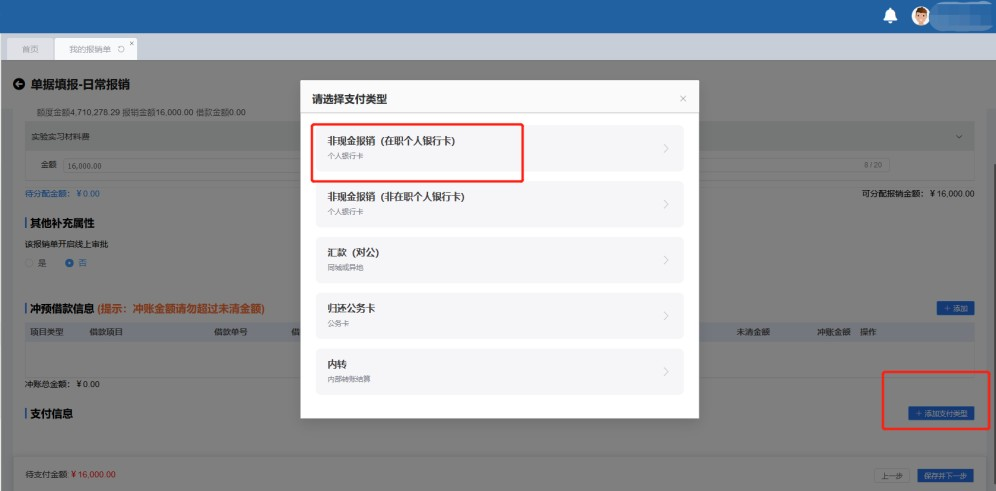 首页
我的报销单
单据填报-日常报销
额度金额4,710,278.29 报销金额16,000.00 借款金额0.00
实验实习材料费
金额 16,000.00
8 / 20
待分配金额：￥0.00
可分配报销金额：￥16,000.00
其他补充属性
该报销单开启线上审批
是 否
冲预借款信息 (提示：冲账金额请勿超过未清金额)
+ 添加
项目类型 借款项目 借款单号 借 未清金额 冲账金额 操作
冲账总金额：￥0.00
支付信息
+ 添加支付类型
待支付金额:￥16,000.00
上一步 保存并下一步
请选择支付类型
非现金报销（在职个人银行卡）
个人银行卡
非现金报销（非在职个人银行卡）
个人银行卡
汇款（对公）
同城或异地
归还公务卡
公务卡
内转
内部转账结算